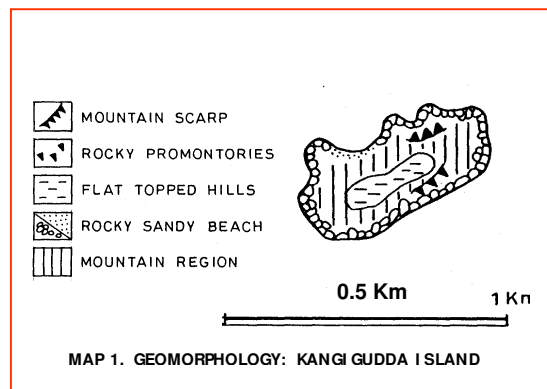 MOUNTAIN SCARP
ROCKY PROMONTORIES
FLAT TOPPED HILLS
ROCKY SANDY BEACH
MOUNTAIN REGION
0.5 Km
1 Km
MAP 1. GEOMORPHOLOGY: KANGI GUDDA ISLAND